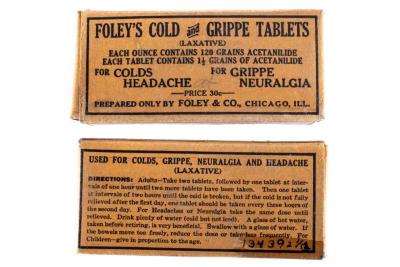 FOLEY'S COLD and GRIPPE TABLETS
(LAXATIVE)
EACH OUNCE CONTAINS 120 GRAINS ACETANILIDE
EACH TABLET CONTAINS 1½ GRAINS OF ACETANILIDE
FOR COLDS FOR GRIPPE
HEADACHE NEURALGIA
PRICE 30c
PREPARED ONLY BY FOLEY & CO., CHICAGO, ILL.
USED FOR COLDS, GRIPPE, NEURALGIA AND HEADACHE
(LAXATIVE)
DIRECTIONS: Adults—Take two tablets, followed by one tablet at inter-
vals of one hour until two more tablets have been taken. Then one tablet
at intervals of two hours until the cold is broken, but if the cold is not fully
relieved after the first day, one tablet should be taken every three hours of
the second day. For Headaches or Neuralgia take the same dose until
relieved. Drink plenty of water (cold but not iced). A glass of hot water,
taken before retiring, is very beneficial. Swallow with a glass of water. If
the bowels move too freely, reduce the dose or take less frequently. For
Children—give in proportion to the age.